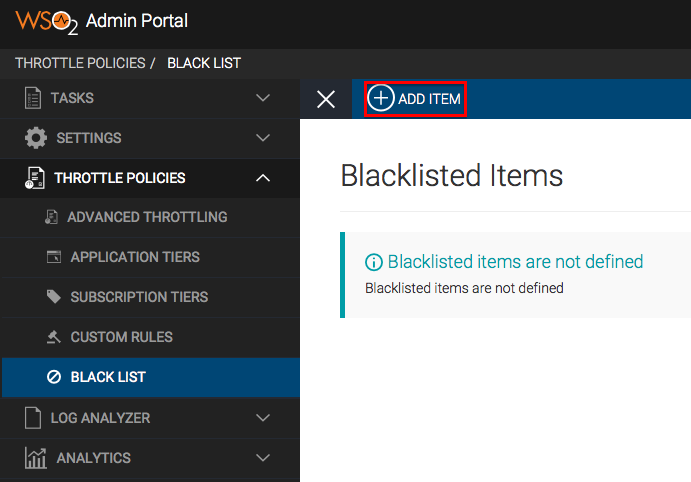 WSO2 Admin Portal
THROTTLE POLICIES / BLACK LIST
TASKS
SETTINGS
THROTTLE POLICIES
ADVANCED THROTTLING
APPLICATION TIERS
SUBSCRIPTION TIERS
CUSTOM RULES
BLACK LIST
LOG ANALYZER
ANALYTICS
ADD ITEM
Blacklisted Items
Blacklisted items are not defined
Blacklisted items are not defined